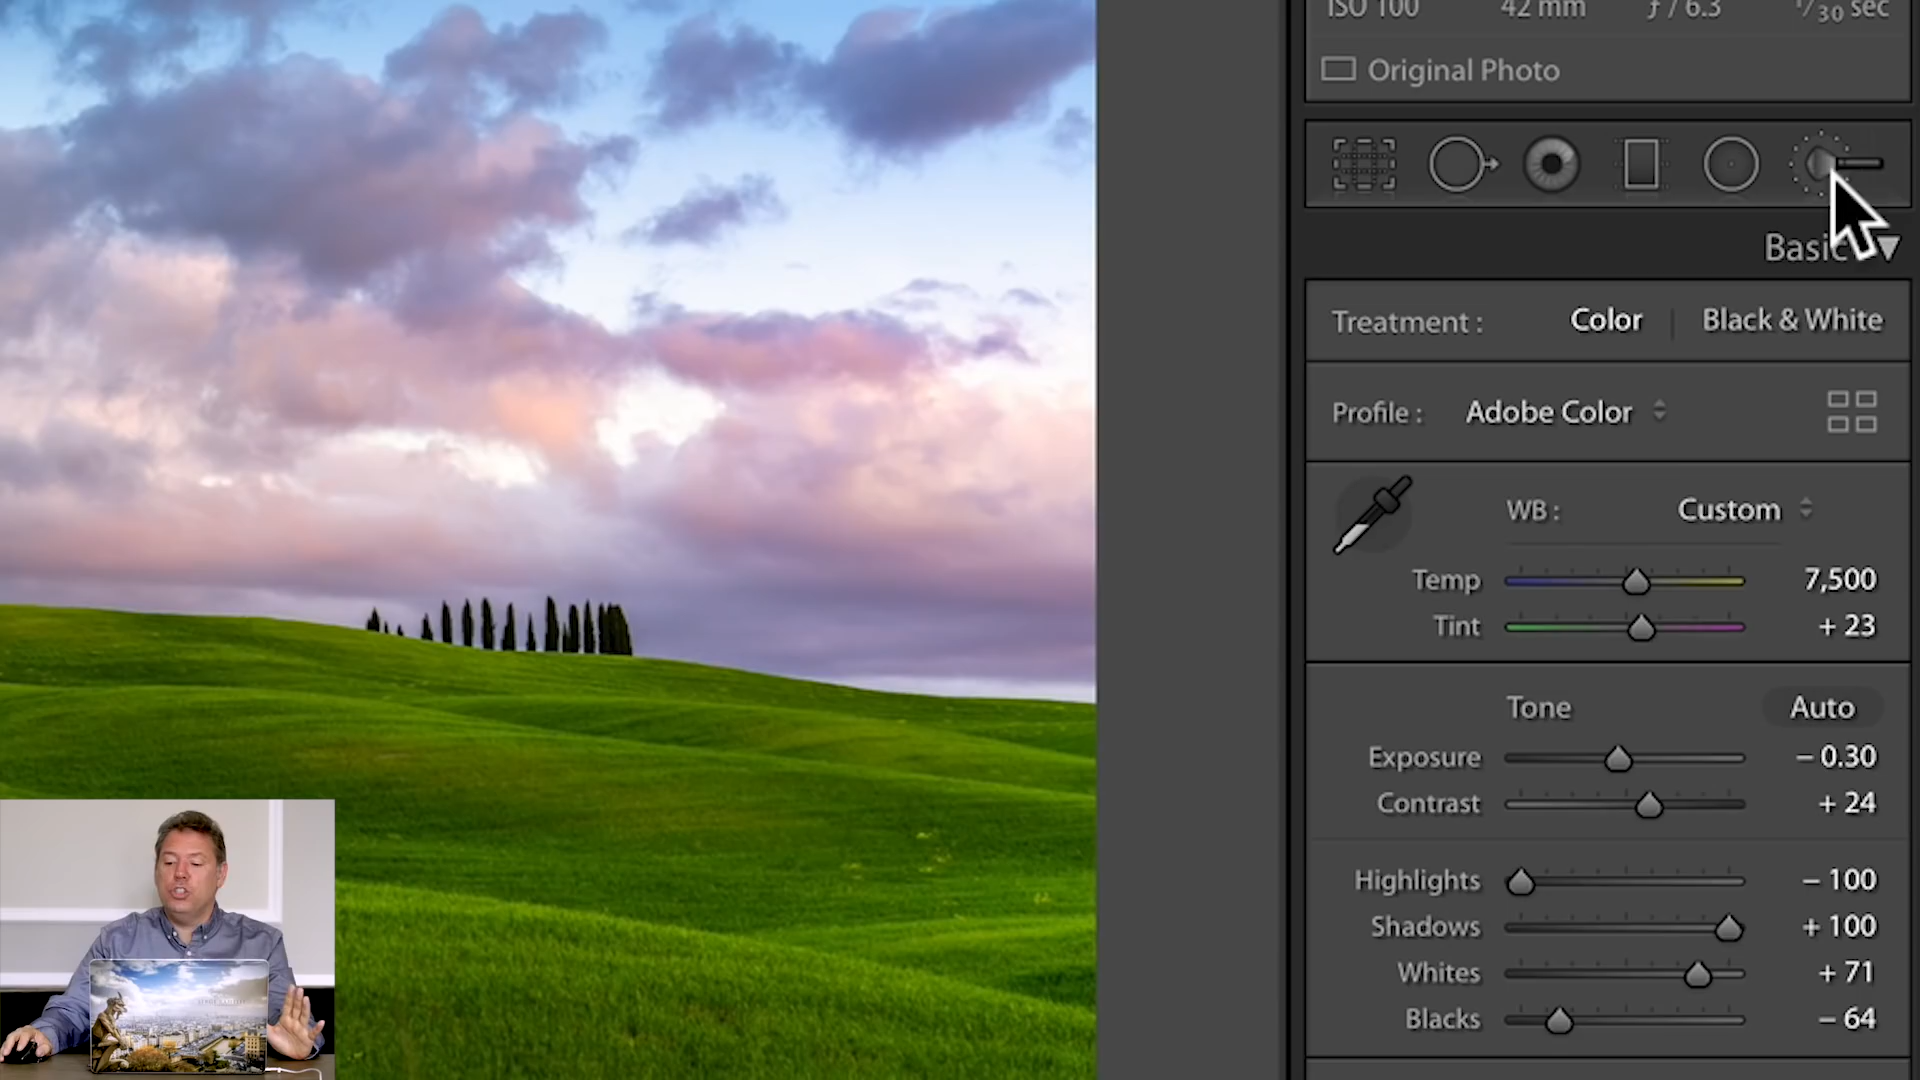 ISO 100 42 mm ƒ / 6.3 1/30 sec
Original Photo
Basic
Treatment : Color Black & White
Profile : Adobe Color
WB : Custom
Temp 7,500
Tint + 23
Tone Auto
Exposure – 0.30
Contrast + 24
Highlights – 100
Shadows + 100
Whites + 71
Blacks – 64